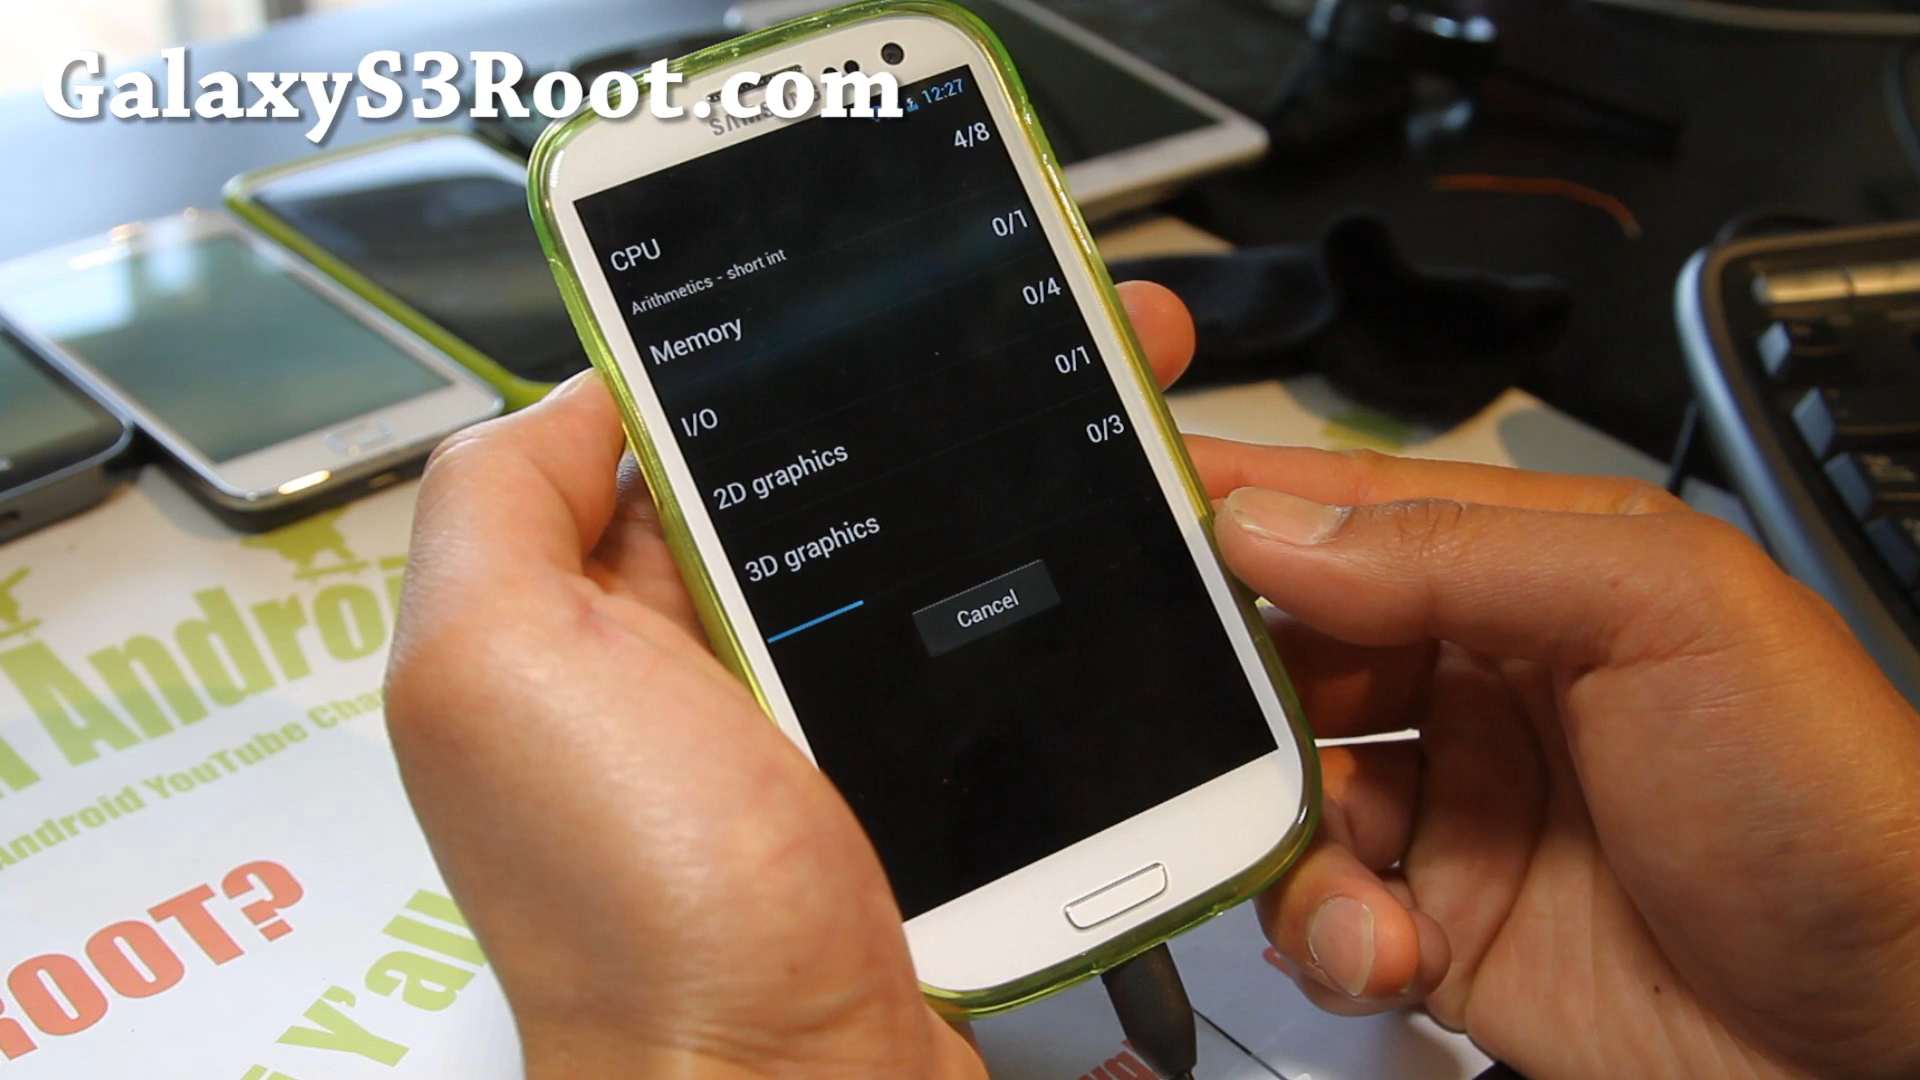 GalaxyS3Root.com
SAMSUNG
12:27
CPU 4/8
Arithmetics - short int
Memory 0/1
I/O 0/4
2D graphics 0/1
3D graphics 0/3
Cancel
Android
Android YouTube
ROOT?
Y'all